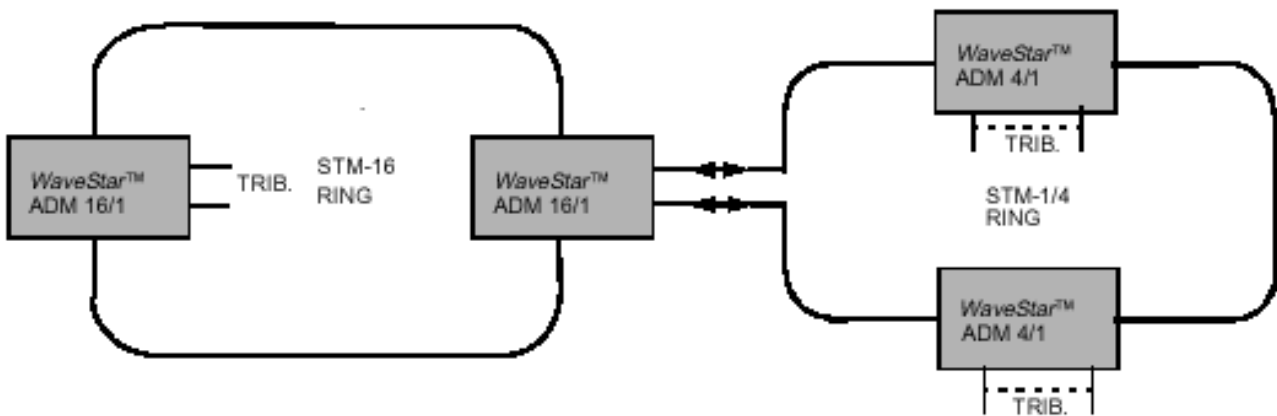 WaveStar™
ADM 16/1
TRIB.
STM-16
RING
WaveStar™
ADM 16/1
WaveStar™
ADM 4/1
TRIB.
STM-1/4
RING
WaveStar™
ADM 4/1
TRIB.